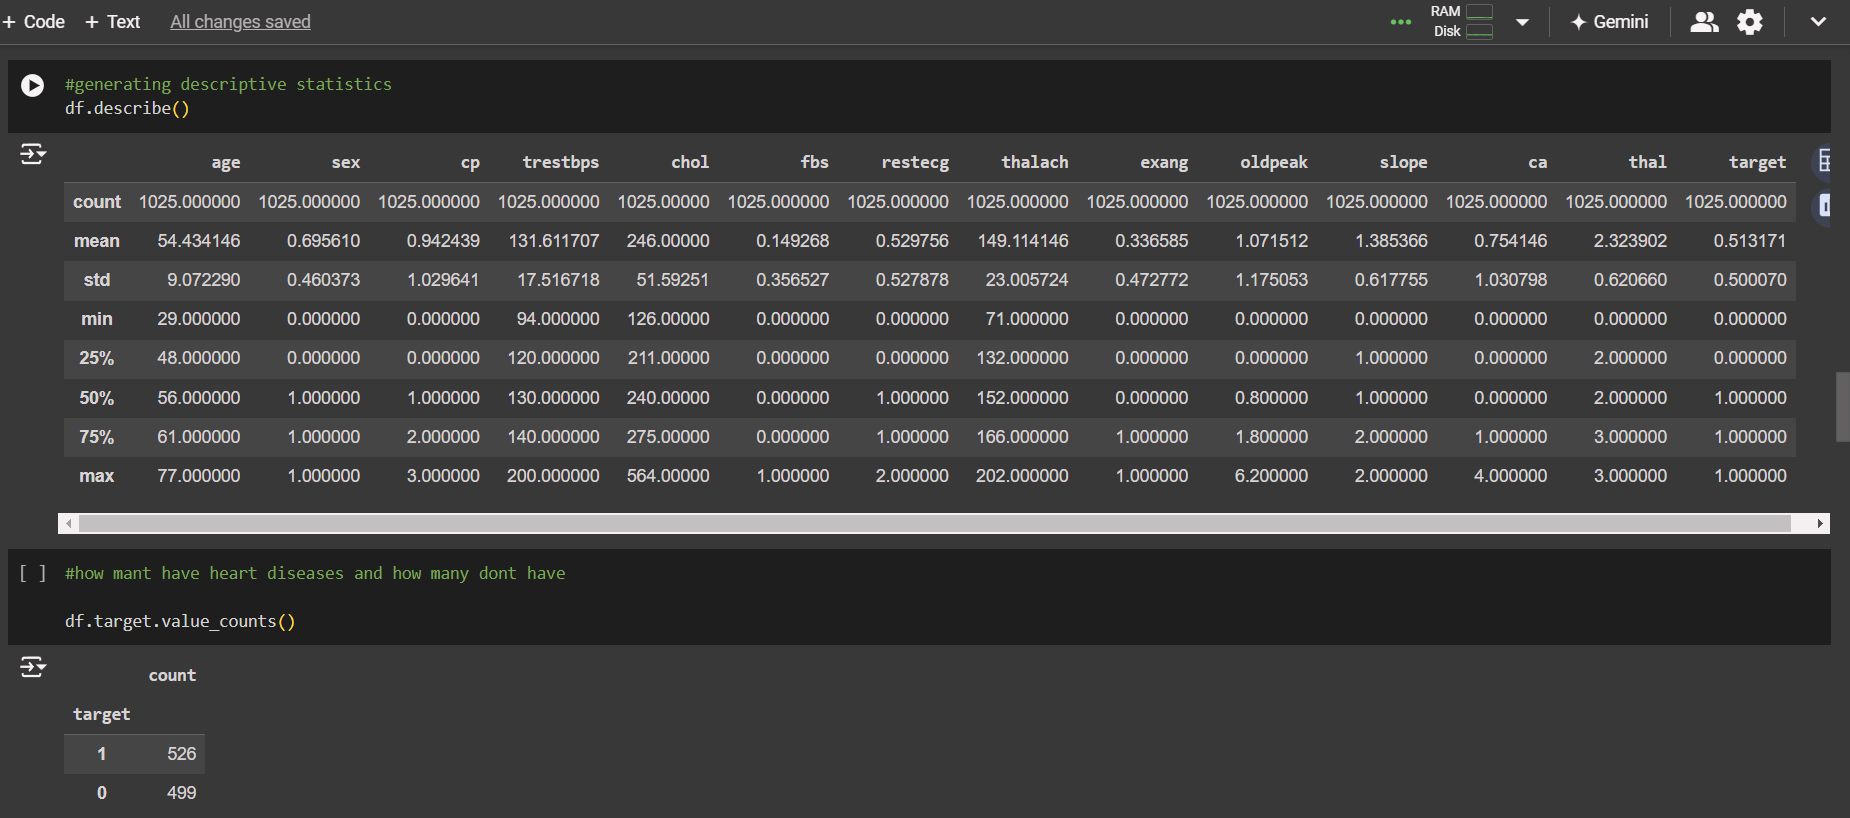 + Code + Text All changes saved RAM Disk Gemini
#generating descriptive statistics
df.describe()
age sex cp trestbps chol fbs restecg thalach exang oldpeak slope ca thal target
count 1025.000000 1025.000000 1025.000000 1025.000000 1025.00000 1025.000000 1025.000000 1025.000000 1025.000000 1025.000000 1025.000000 1025.000000 1025.000000 1025.000000
mean 54.434146 0.695610 0.942439 131.611707 246.00000 0.149268 0.529756 149.114146 0.336585 1.071512 1.385366 0.754146 2.323902 0.513171
std 9.072290 0.460373 1.029641 17.516718 51.59251 0.356527 0.527878 23.005724 0.472772 1.175053 0.617755 1.030798 0.620660 0.500070
min 29.000000 0.000000 0.000000 94.000000 126.00000 0.000000 0.000000 71.000000 0.000000 0.000000 0.000000 0.000000 0.000000 0.000000
25% 48.000000 0.000000 0.000000 120.000000 211.00000 0.000000 0.000000 132.000000 0.000000 0.000000 1.000000 0.000000 2.000000 0.000000
50% 56.000000 1.000000 1.000000 130.000000 240.00000 0.000000 1.000000 152.000000 0.000000 0.800000 1.000000 0.000000 2.000000 1.000000
75% 61.000000 1.000000 2.000000 140.000000 275.00000 0.000000 1.000000 166.000000 1.000000 1.800000 2.000000 1.000000 3.000000 1.000000
max 77.000000 1.000000 3.000000 200.000000 564.00000 1.000000 2.000000 202.000000 1.000000 6.200000 2.000000 4.000000 3.000000 1.000000
[ ] #how mant have heart diseases and how many dont have
df.target.value_counts()
count
target
1 526
0 499